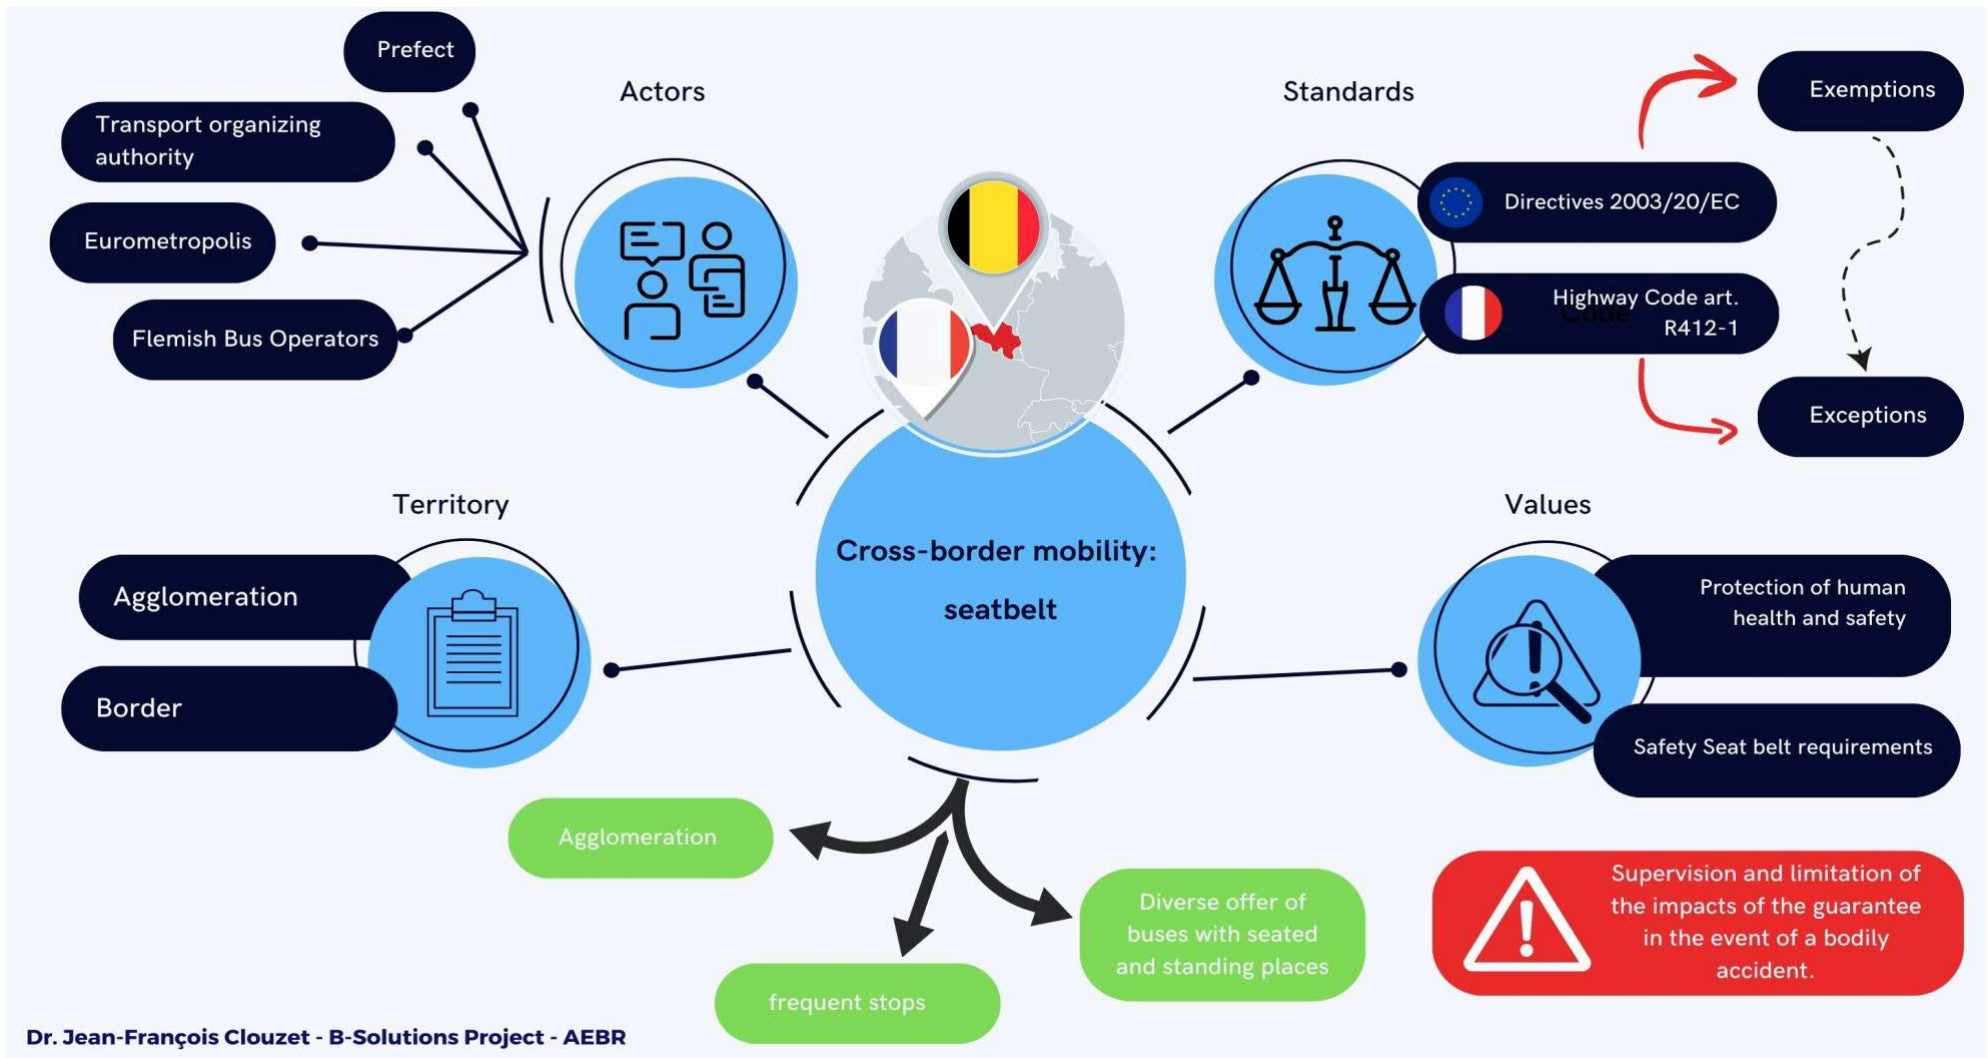 Prefect
Transport organizing
authority
Eurometropolis
Flemish Bus Operators
Actors
Standards
Exemptions
Directives 2003/20/EC
Highway Code art.
Code
R412-1
Exceptions
Territory
Agglomeration
Border
Cross-border mobility:
seatbelt
Values
Protection of human
health and safety
Safety Seat belt requirements
Agglomeration
frequent stops
Diverse offer of
buses with seated
and standing places
Supervision and limitation of
the impacts of the guarantee
in the event of a bodily
accident.
Dr. Jean-François Clouzet - B-Solutions Project - AEBR